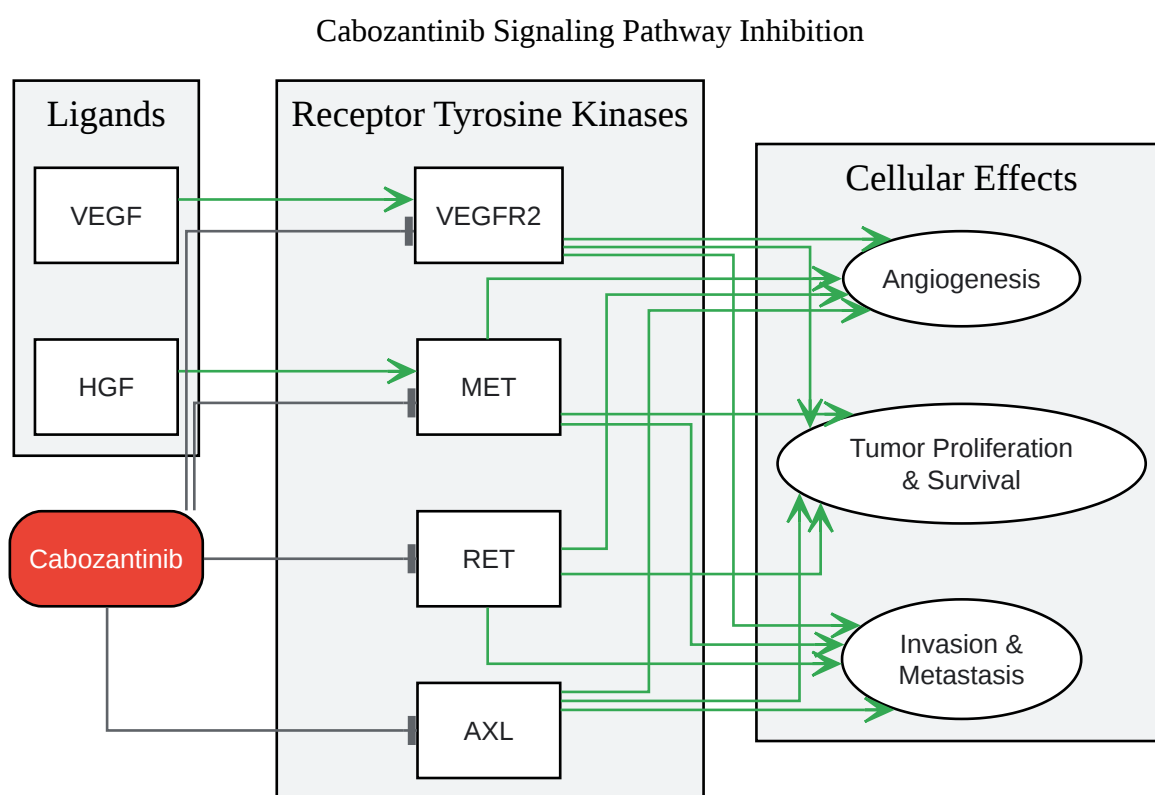 Cabozantinib Signaling Pathway Inhibition
Ligands
VEGF
HGF
Cabozantinib
Receptor Tyrosine Kinases
VEGFR2
MET
RET
AXL
Cellular Effects
Angiogenesis
Tumor Proliferation
& Survival
Invasion &
Metastasis